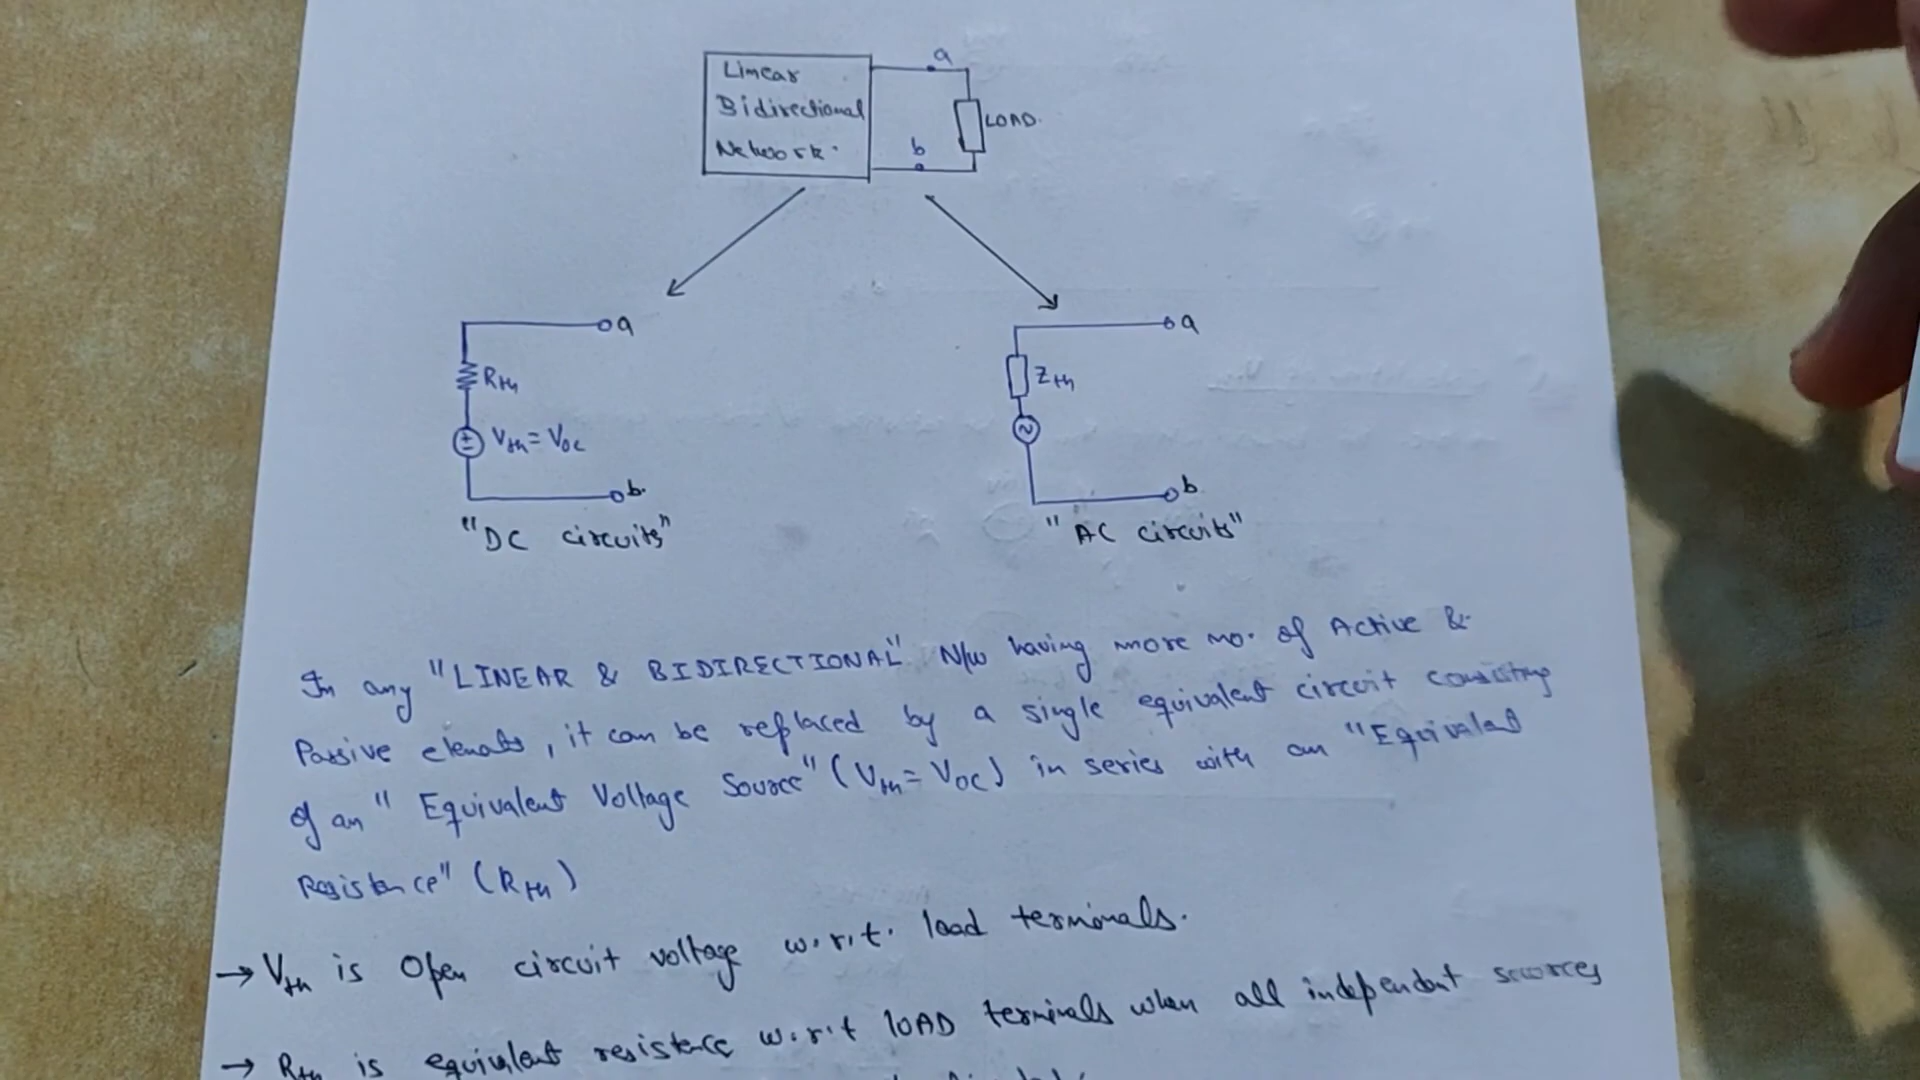 Linear
Bidirectional
Network.
a
b
LOAD.
a
Rth
Vth = Voc
b.
"DC circuits"
a
Zth
b
"AC circuits"
In any "LINEAR & BIDIRECTIONAL" N/w having more no. of Active &
Passive elements, it can be replaced by a single equivalent circuit consisting
of an "Equivalent Voltage Source" (Vth = Voc) in series with an "Equivalent
Resistance" (Rth)
→ Vth is Open circuit voltage w.r.t. load terminals.
→ Rth is equivalent resistance w.r.t LOAD terminals when all independent sources